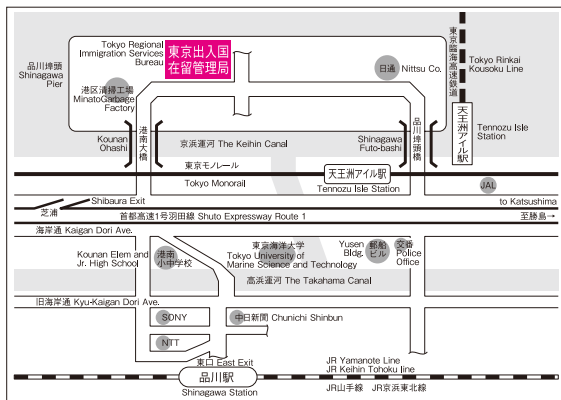 Tokyo Regional
Immigration Services
Bureau
東京出入国
在留管理局
品川埠頭
Shinagawa
Pier
港区清掃工場
MinatoGarbage
Factory
日通 Nittsu Co.
東京臨海高速鉄道
Tokyo Rinkai
Kousoku Line
天王洲アイル駅
Tennozu Isle
Station
Kounan
Ohashi
港南大橋
京浜運河 The Keihin Canal
Shinagawa
Futo-bashi
品川埠頭橋
東京モノレール
Tokyo Monorail
天王洲アイル駅
Tennozu Isle Station
JAL
to Katsushima
Shibaura Exit
芝浦
首都高速1号羽田線 Shuto Expressway Route 1
至勝島→
海岸通 Kaigan Dori Ave.
Kounan Elem and
Jr. High School
港南
小中学校
東京海洋大学
Tokyo University of
Marine Science and Technology
Yusen
Bldg.
郵船
ビル
交番
Police
Office
高浜運河 The Takahama Canal
旧海岸通 Kyu-Kaigan Dori Ave.
SONY
中日新聞 Chunichi Shinbun
NTT
東口 East Exit
品川駅
Shinagawa Station
JR Yamanote Line
JR Keihin Tohoku line
JR山手線 JR京浜東北線